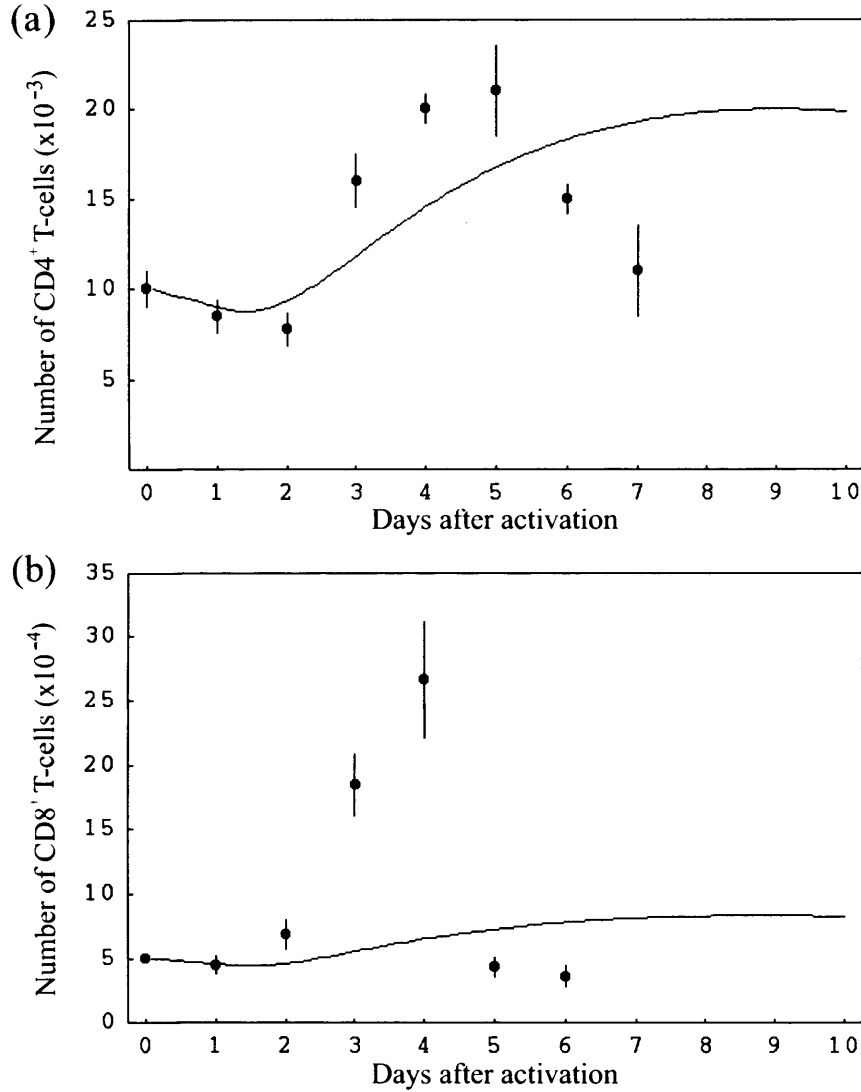 (a)
Number of CD4⁺ T-cells (x10⁻³)
25
20
15
10
5
0 1 2 3 4 5 6 7 8 9 10
Days after activation
(b)
Number of CD8⁺ T-cells (x10⁻⁴)
35
30
25
20
15
10
5
0
0 1 2 3 4 5 6 7 8 9 10
Days after activation